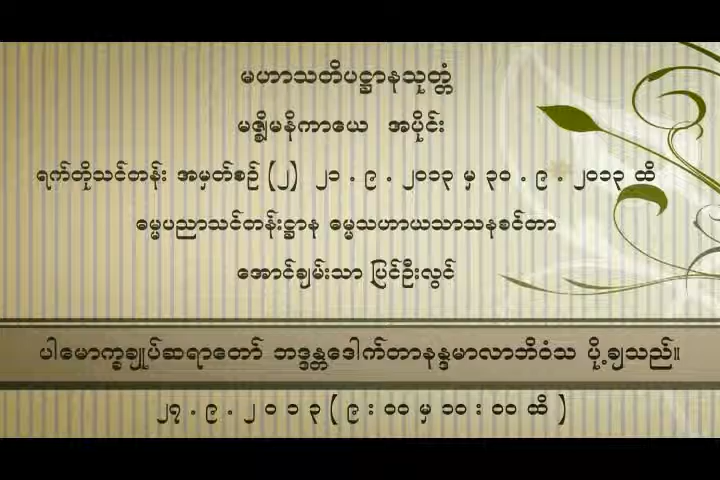 မဟာသတိပဋ္ဌာနသုတ္တံ
မဇ္ဈိမနိကာယေ အပိုင်း
ရက်တိုသင်တန်း အမှတ်စဉ် (၂) ၂၁ . ၉ . ၂၀၁၃ မှ ၃၀ . ၉ . ၂၀၁၃ ထိ
ဓမ္မပညာသင်တန်းဋ္ဌာန ဓမ္မသဟာယသာသနစင်တာ
အောင်ချမ်းသာ ပြင်ဦးလွင်
ပါမောက္ခချုပ်ဆရာတော် ဘဒ္ဒန္တဒေါက်တာနန္ဒမာလာဘိဝံသ ပို့ချသည်။
၂၇ . ၉ . ၂၀၁၃ ( ၉ : ၀၀ မှ ၁၀ : ၀၀ ထိ )